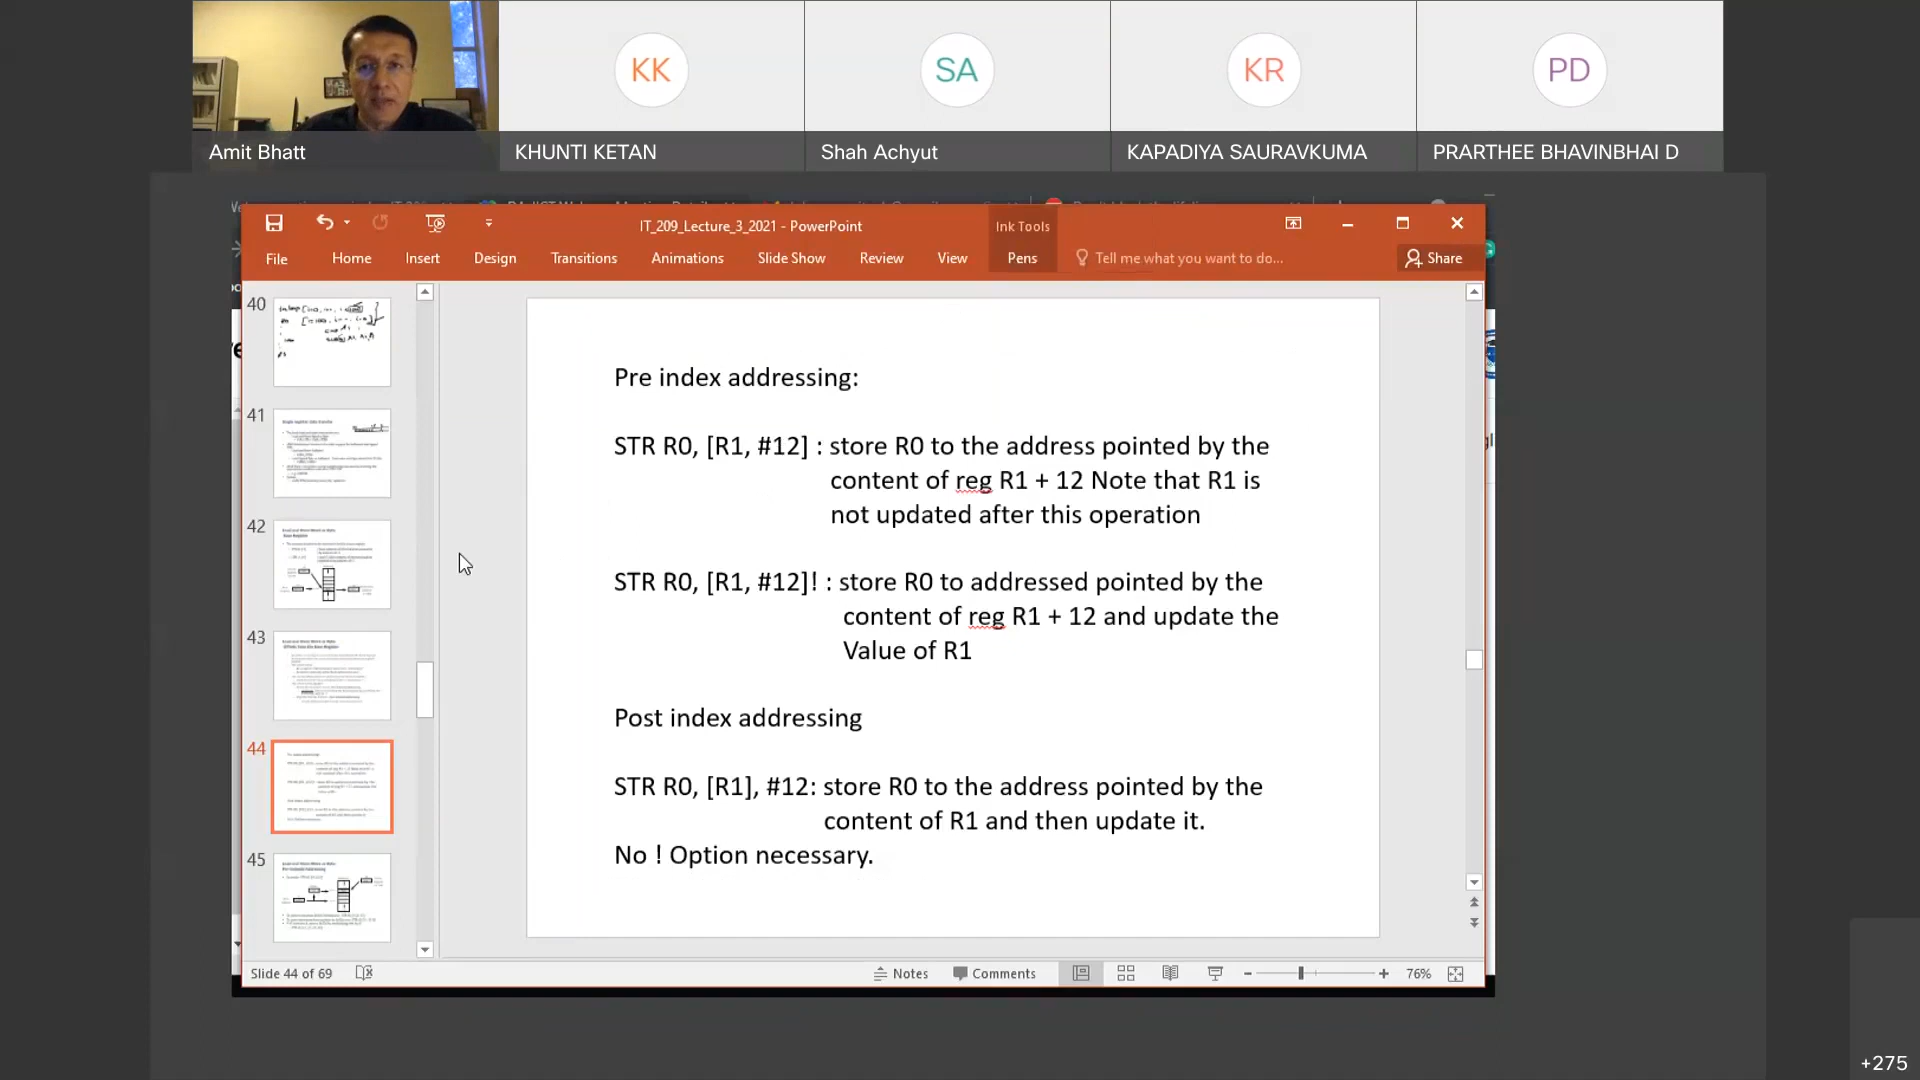 KK
SA
KR
PD
Amit Bhatt
KHUNTI KETAN
Shah Achyut
KAPADIYA SAURAVKUMA
PRARTHEE BHAVINBHAI D
IT_209_Lecture_3_2021 - PowerPoint
Ink Tools
File
Home
Insert
Design
Transitions
Animations
Slide Show
Review
View
Pens
Tell me what you want to do...
Share
40
41
42
43
44
45
Pre index addressing:
STR R0, [R1, #12] : store R0 to the address pointed by the
content of reg R1 + 12 Note that R1 is
not updated after this operation
STR R0, [R1, #12]! : store R0 to addressed pointed by the
content of reg R1 + 12 and update the
Value of R1
Post index addressing
STR R0, [R1], #12: store R0 to the address pointed by the
content of R1 and then update it.
No ! Option necessary.
Slide 44 of 69
Notes
Comments
76%
+275